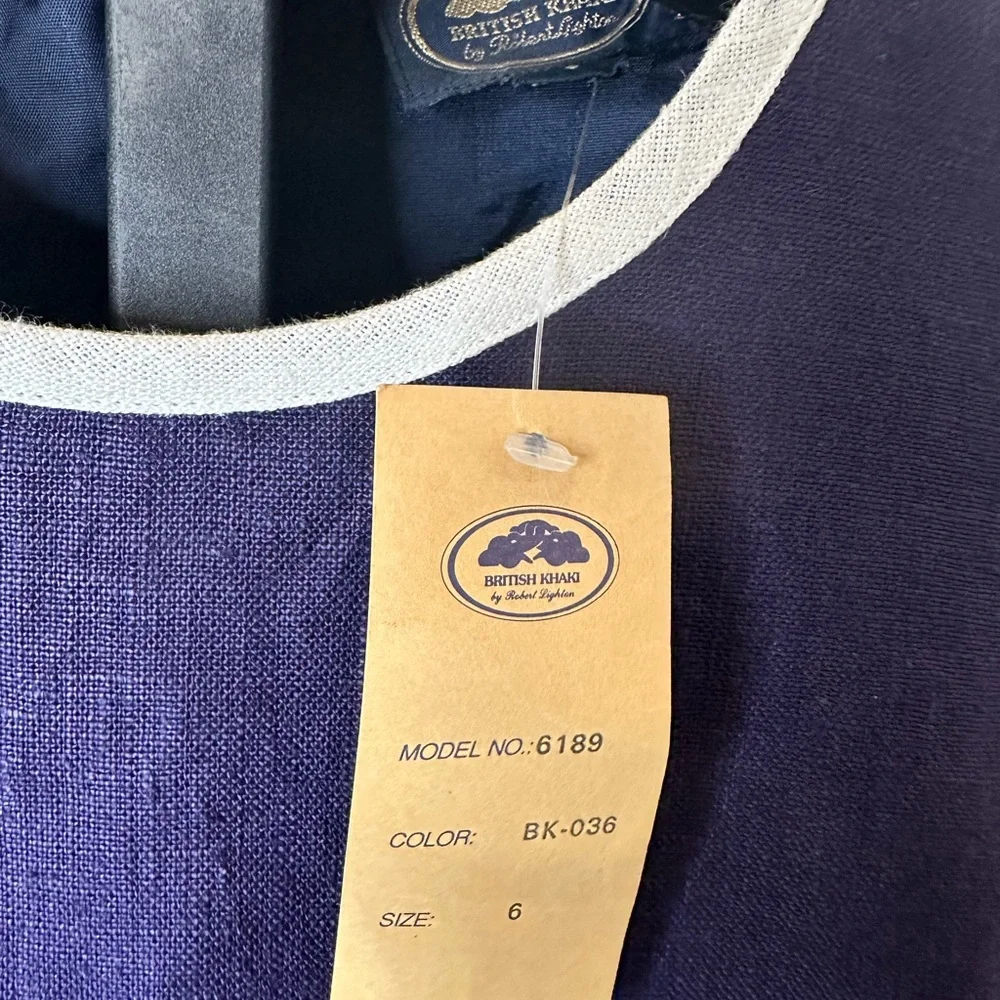 BRITISH KHAKI
by Robert Lighton
BRITISH KHAKI
by Robert Lighton
MODEL NO.: 6189
COLOR: BK-036
SIZE: 6